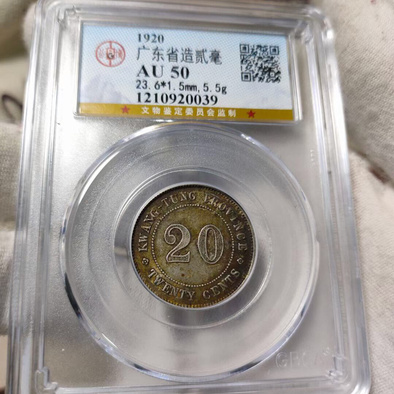 1920
广东省造贰毫
AU 50
23.6*1.5mm,5.5g
1210920039
★ 文物鉴定委员会监制 ★
KWANG-TUNG PROVINCE
20
TWENTY CENTS